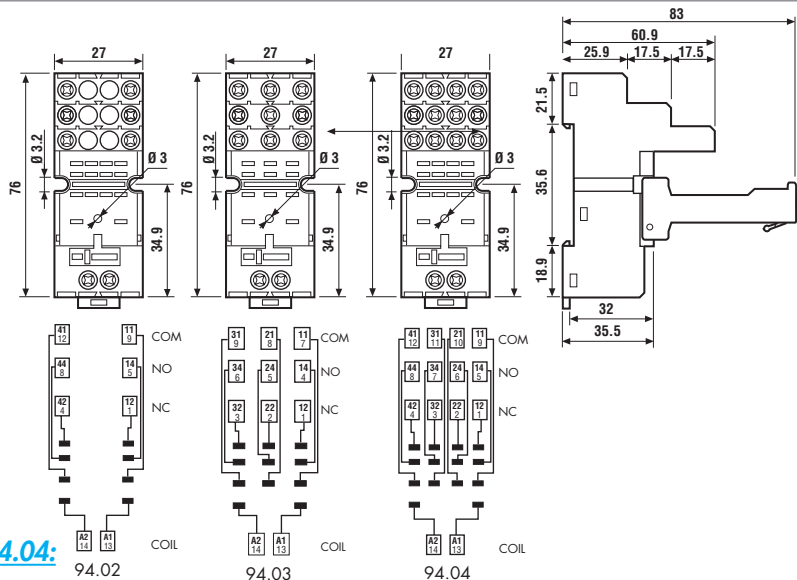 83
60.9
25.9 17.5 17.5
27 27 27
76 Ø 3.2 Ø 3 34.9
76 Ø 3.2 Ø 3 34.9
76 Ø 3.2 Ø 3 34.9
21.5
35.6
18.9
32
35.5
41 12 11 9 COM
44 8 14 5 NO
42 4 12 1 NC
A2 14 A1 13 COIL
94.02
31 9 21 8 11 7 COM
34 6 24 5 14 4 NO
32 3 22 2 12 1 NC
A2 14 A1 13 COIL
94.03
41 12 31 11 21 10 11 9 COM
44 8 34 7 24 6 14 5 NO
42 4 32 3 22 2 12 1 NC
A2 14 A1 13 COIL
94.04
4.04: